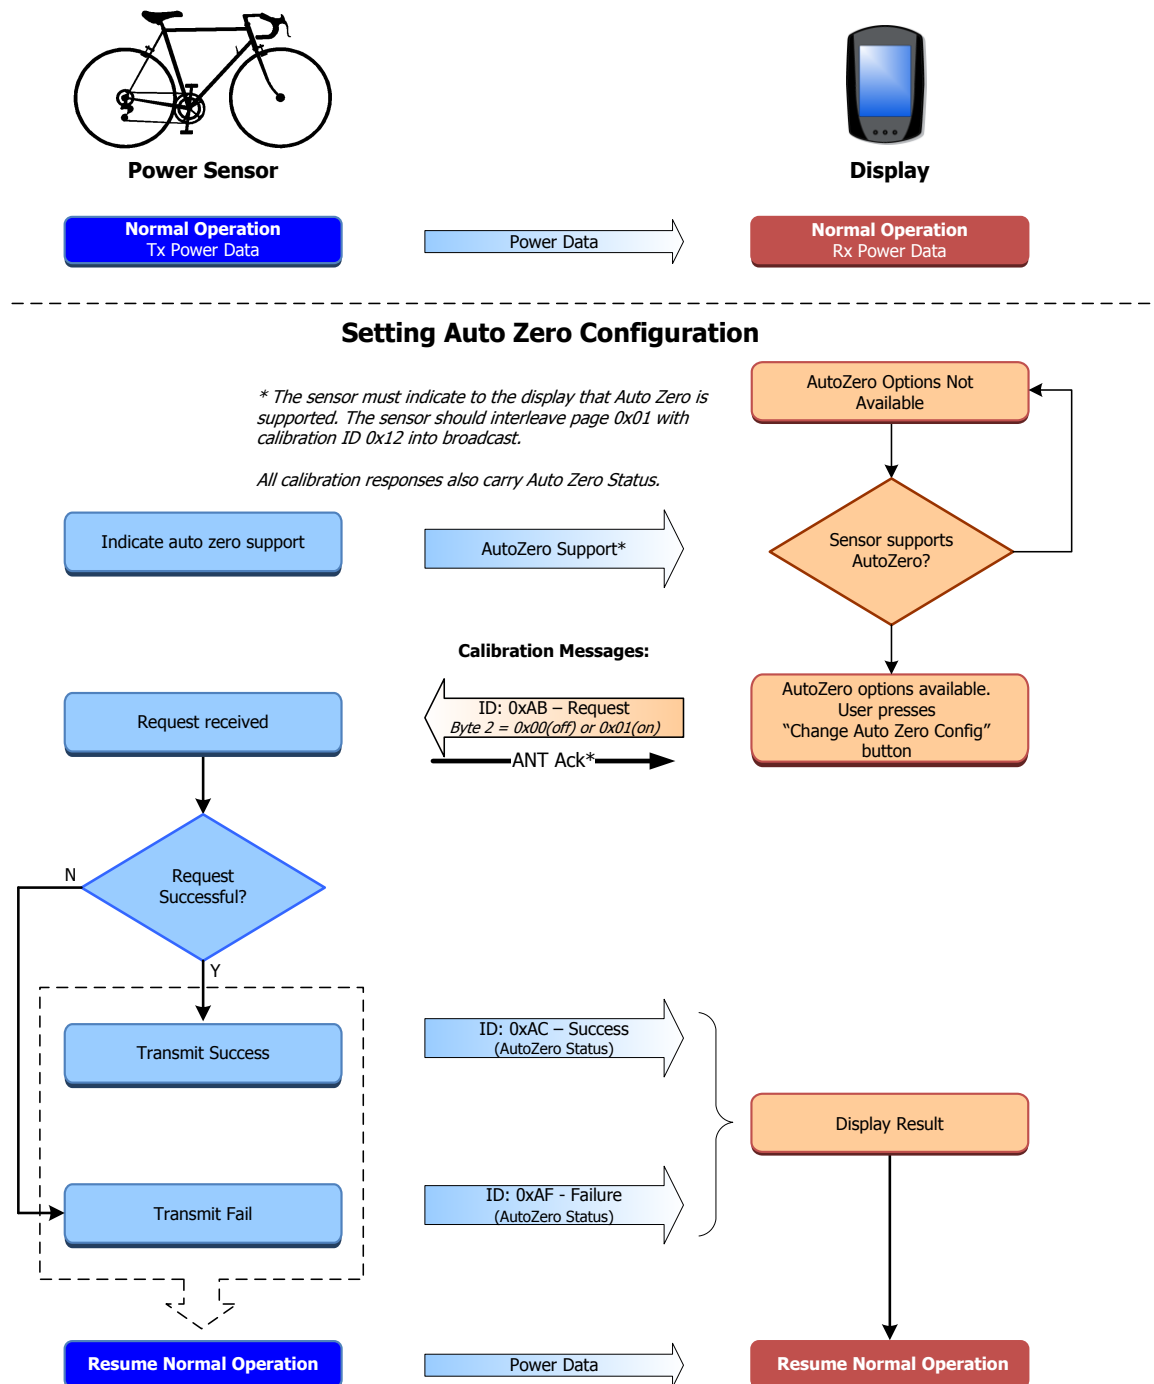 Power Sensor
Display
Normal Operation
Tx Power Data
Power Data
Normal Operation
Rx Power Data
Setting Auto Zero Configuration
* The sensor must indicate to the display that Auto Zero is
supported. The sensor should interleave page 0x01 with
calibration ID 0x12 into broadcast.
All calibration responses also carry Auto Zero Status.
AutoZero Options Not
Available
Indicate auto zero support
AutoZero Support*
Sensor supports
AutoZero?
Calibration Messages:
Request received
ID: 0xAB – Request
Byte 2 = 0x00(off) or 0x01(on)
ANT Ack*
AutoZero options available.
User presses
“Change Auto Zero Config”
button
Request
Successful?
N
Y
Transmit Success
ID: 0xAC – Success
(AutoZero Status)
Display Result
Transmit Fail
ID: 0xAF - Failure
(AutoZero Status)
Resume Normal Operation
Power Data
Resume Normal Operation